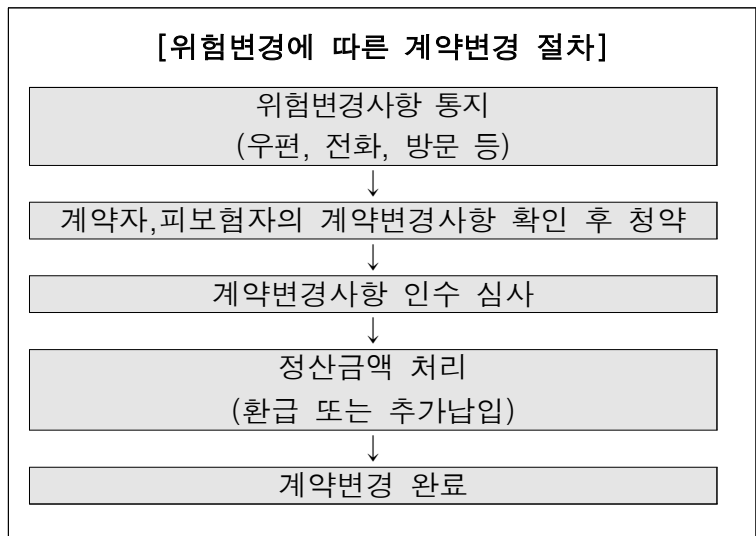 [위험변경에 따른 계약변경 절차]
위험변경사항 통지
(우편, 전화, 방문 등)
↓
계약자,피보험자의 계약변경사항 확인 후 청약
↓
계약변경사항 인수 심사
↓
정산금액 처리
(환급 또는 추가납입)
↓
계약변경 완료